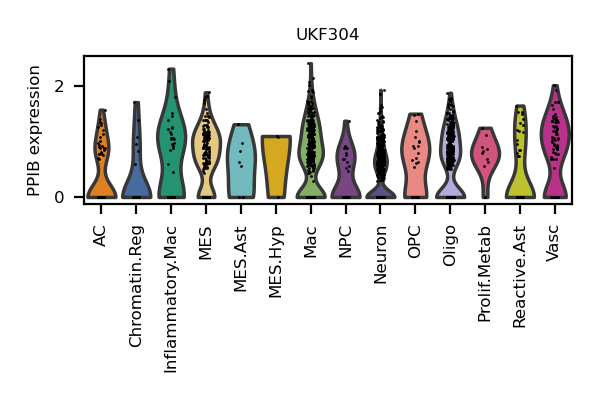 UKF304
PPIB expression
2
0
AC
Chromatin.Reg
Inflammatory.Mac
MES
MES.Ast
MES.Hyp
Mac
NPC
Neuron
OPC
Oligo
Prolif.Metab
Reactive.Ast
Vasc